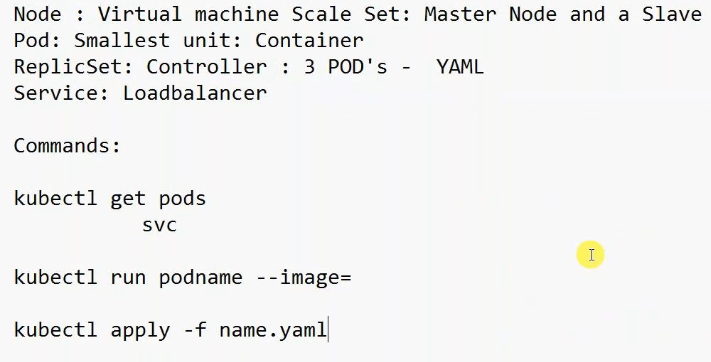 Node : Virtual machine Scale Set: Master Node and a Slave
Pod: Smallest unit: Container
ReplicSet: Controller : 3 POD's -  YAML
Service: Loadbalancer
Commands:
kubectl get pods
svc
kubectl run podname --image=
kubectl apply -f name.yaml